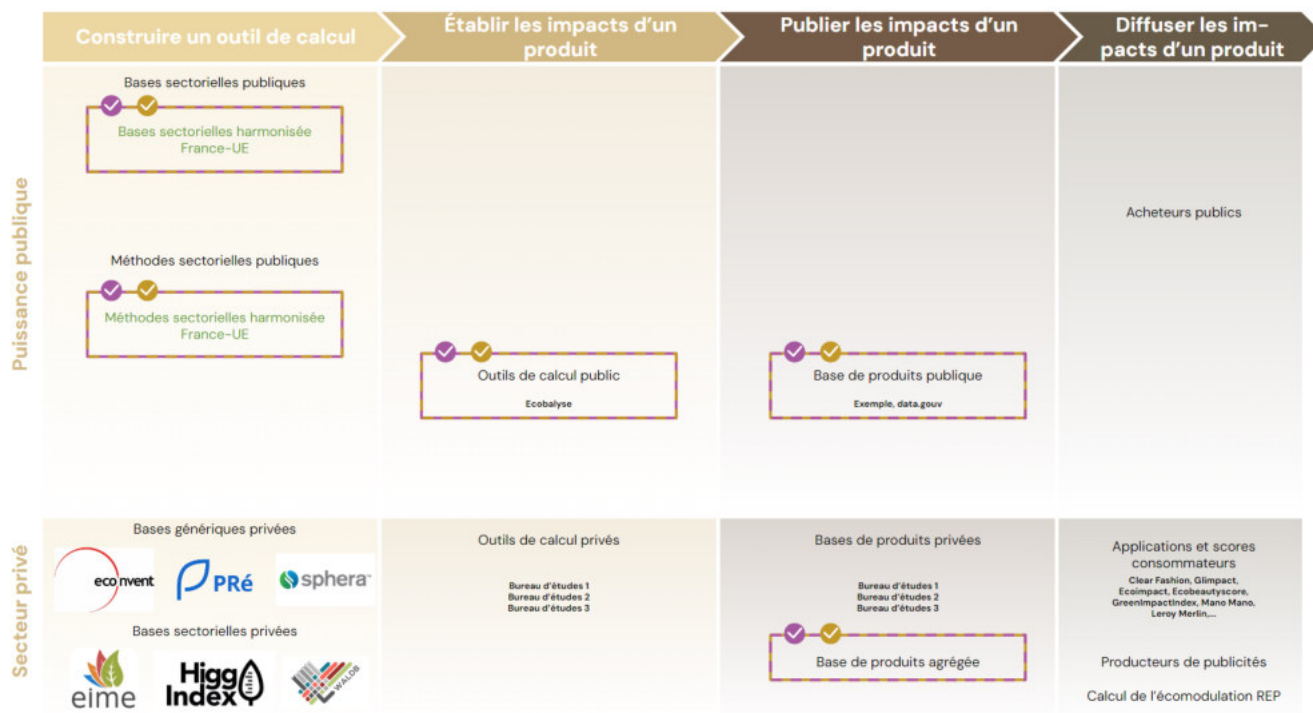 Construire un outil de calcul
Établir les impacts d'un
produit
Publier les impacts d'un
produit
Diffuser les im-
pacts d'un produit
Puissance publique
Bases sectorielles publiques
Bases sectorielles harmonisée
France-UE
Méthodes sectorielles publiques
Méthodes sectorielles harmonisée
France-UE
Outils de calcul public
Ecobalyse
Base de produits publique
Exemple, data.gouv
Acheteurs publics
Secteur privé
Bases génériques privées
ecoinvent
PRé
sphera™
Bases sectorielles privées
eime
Higg
Index
WALDB
Outils de calcul privés
Bureau d'études 1
Bureau d'études 2
Bureau d'études 3
Bases de produits privées
Bureau d'études 1
Bureau d'études 2
Bureau d'études 3
Base de produits agrégée
Applications et scores
consommateurs
Clear Fashion, Glimpact,
Ecoimpact, Ecobeautyscore,
GreenImpactIndex, Mano Mano,
Leroy Merlin,...
Producteurs de publicités
Calcul de l'écomodulation REP